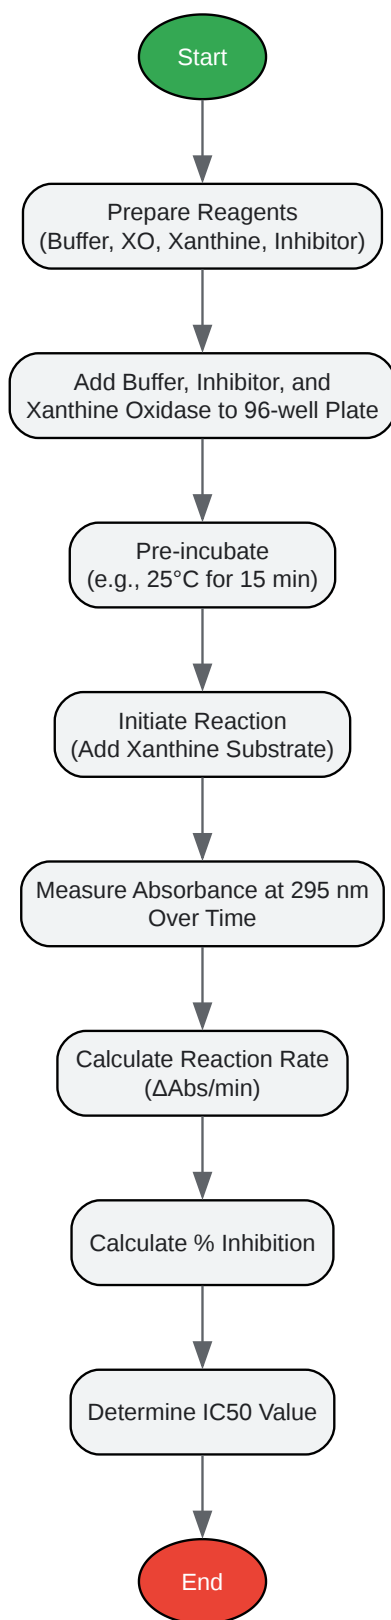 Start
Prepare Reagents
(Buffer, XO, Xanthine, Inhibitor)
Add Buffer, Inhibitor, and
Xanthine Oxidase to 96-well Plate
Pre-incubate
(e.g., 25°C for 15 min)
Initiate Reaction
(Add Xanthine Substrate)
Measure Absorbance at 295 nm
Over Time
Calculate Reaction Rate
(ΔAbs/min)
Calculate % Inhibition
Determine IC50 Value
End